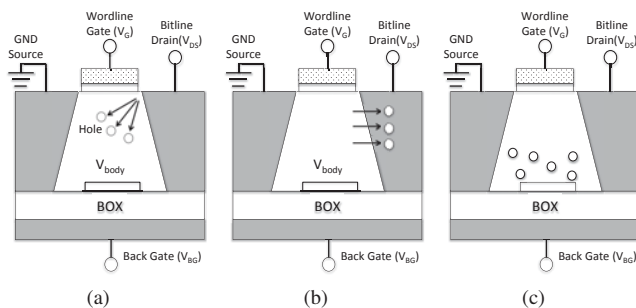 Wordline
Gate (V_G)
Bitline
Drain(V_DS)
GND
Source
Hole
V_body
BOX
Back Gate (V_BG)
(a)
Wordline
Gate (V_G)
Bitline
Drain(V_DS)
GND
Source
V_body
BOX
Back Gate (V_BG)
(b)
Wordline
Gate (V_G)
Bitline
Drain(V_DS)
GND
Source
BOX
Back Gate (V_BG)
(c)